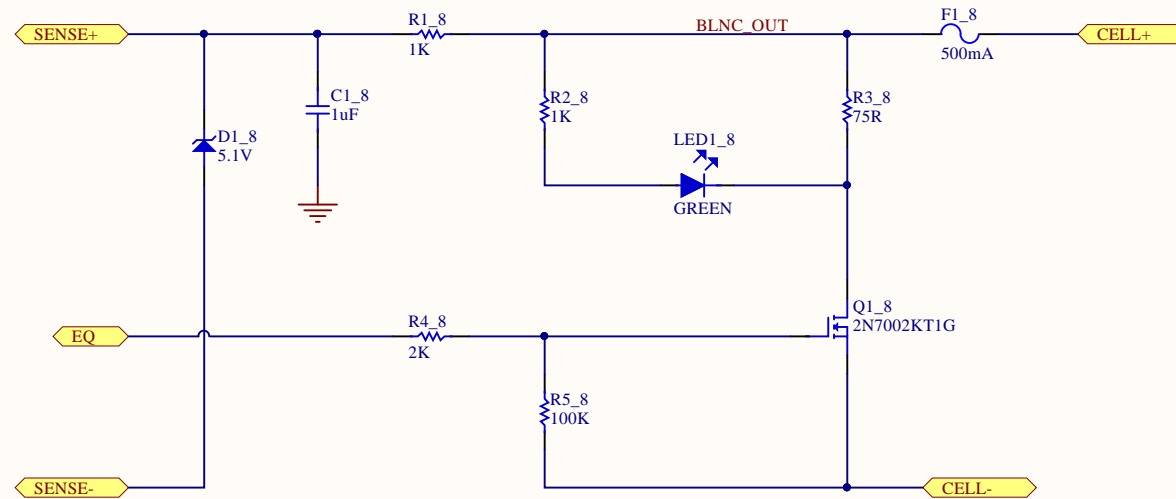 SENSE+
R1_8
1K
BLNC_OUT
F1_8
500mA
CELL+
C1_8
1uF
R2_8
1K
R3_8
75R
D1_8
5.1V
LED1_8
GREEN
EQ
R4_8
2K
Q1_8
2N7002KT1G
R5_8
100K
SENSE-
CELL-